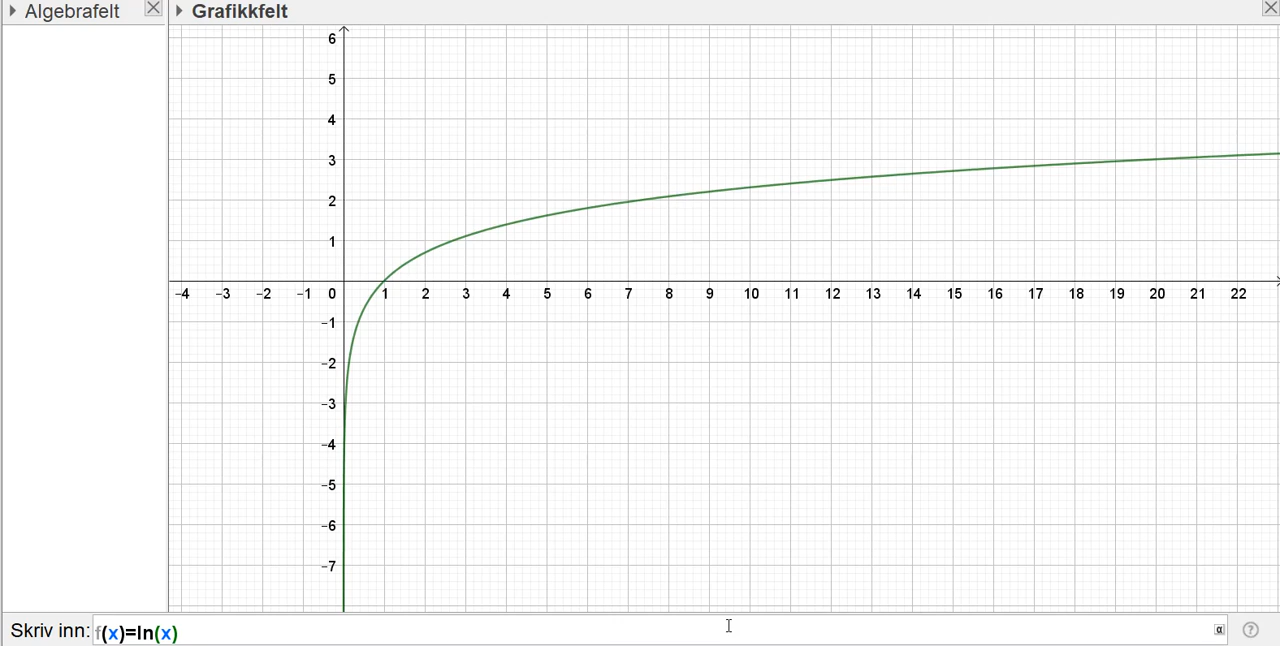 Algebrafelt
Grafikkfelt
6
5
4
3
2
1
−4 −3 −2 −1 0 1 2 3 4 5 6 7 8 9 10 11 12 13 14 15 16 17 18 19 20 21 22
−1
−2
−3
−4
−5
−6
−7
Skriv inn: f(x)=ln(x)
α
?